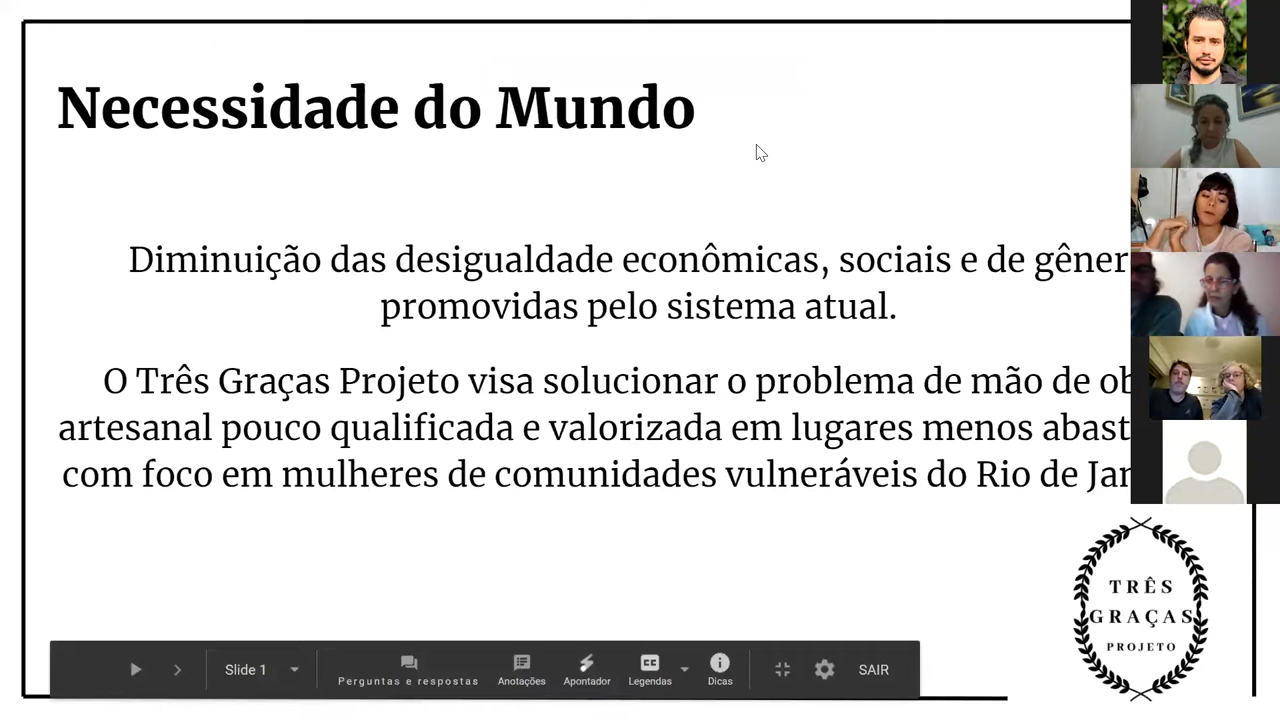 Necessidade do Mundo
Diminuição das desigualdade econômicas, sociais e de gêner
promovidas pelo sistema atual.
O Três Graças Projeto visa solucionar o problema de mão de ob
artesanal pouco qualificada e valorizada em lugares menos abast
com foco em mulheres de comunidades vulneráveis do Rio de Jan
TRÊS
GRAÇAS
PROJETO
Slide 1
Perguntas e respostas
Anotações
Apontador
CC
Legendas
Dicas
SAIR